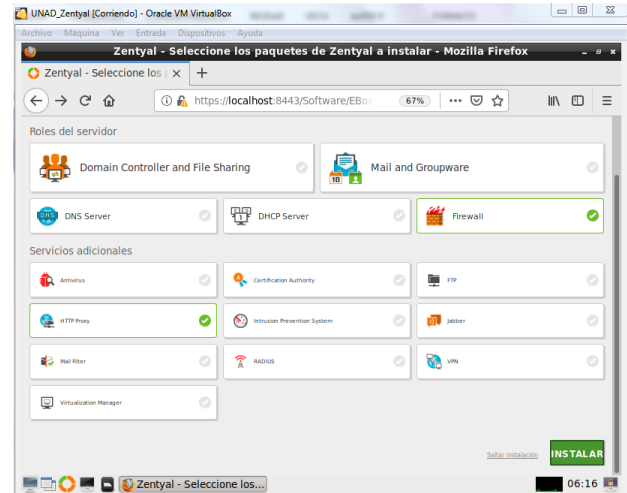 UNAD_Zentyal [Corriendo] - Oracle VM VirtualBox
Archivo Máquina Ver Entrada Dispositivos Ayuda
Zentyal - Seleccione los paquetes de Zentyal a instalar - Mozilla Firefox
Zentyal - Seleccione los p
https://localhost:8443/Software/EBox 67%
Roles del servidor
Domain Controller and File Sharing Mail and Groupware
DNS Server DHCP Server Firewall
Servicios adicionales
Antivirus Certification Authority FTP
HTTP Proxy Intrusion Prevention System Jabber
Mail Filter RADIUS VPN
Virtualization Manager
Saltar instalación INSTALAR
Zentyal - Seleccione los... 06:16